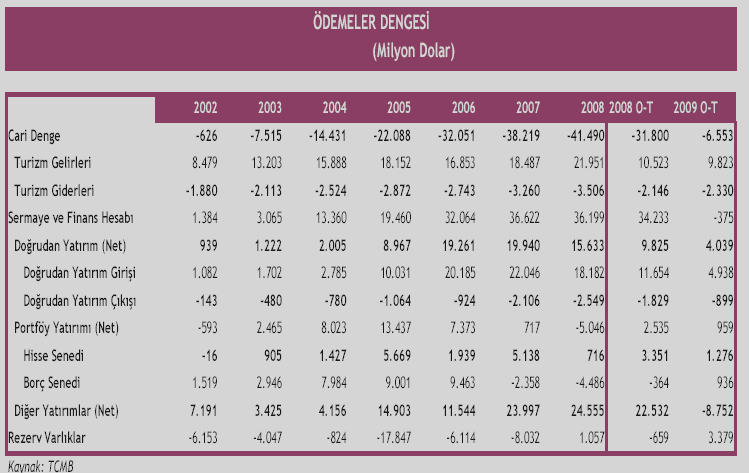 ÖDEMELER DENGESİ
(Milyon Dolar)
2002 2003 2004 2005 2006 2007 2008 2008 O-T 2009 O-T
Cari Denge -626 -7.515 -14.431 -22.088 -32.051 -38.219 -41.490 -31.800 -6.553
Turizm Gelirleri 8.479 13.203 15.888 18.152 16.853 18.487 21.951 10.523 9.823
Turizm Giderleri -1.880 -2.113 -2.524 -2.872 -2.743 -3.260 -3.506 -2.146 -2.330
Sermaye ve Finans Hesabı 1.384 3.065 13.360 19.460 32.064 36.622 36.199 34.233 -375
Doğrudan Yatırım (Net) 939 1.222 2.005 8.967 19.261 19.940 15.633 9.825 4.039
Doğrudan Yatırım Girişi 1.082 1.702 2.785 10.031 20.185 22.046 18.182 11.654 4.938
Doğrudan Yatırım Çıkışı -143 -480 -780 -1.064 -924 -2.106 -2.549 -1.829 -899
Portföy Yatırımı (Net) -593 2.465 8.023 13.437 7.373 717 -5.046 2.535 959
Hisse Senedi -16 905 1.427 5.669 1.939 5.138 716 3.351 1.276
Borç Senedi 1.519 2.946 7.984 9.001 9.463 -2.358 -4.486 -364 936
Diğer Yatırımlar (Net) 7.191 3.425 4.156 14.903 11.544 23.997 24.555 22.532 -8.752
Rezerv Varlıklar -6.153 -4.047 -824 -17.847 -6.114 -8.032 1.057 -659 3.379
Kaynak: TCMB